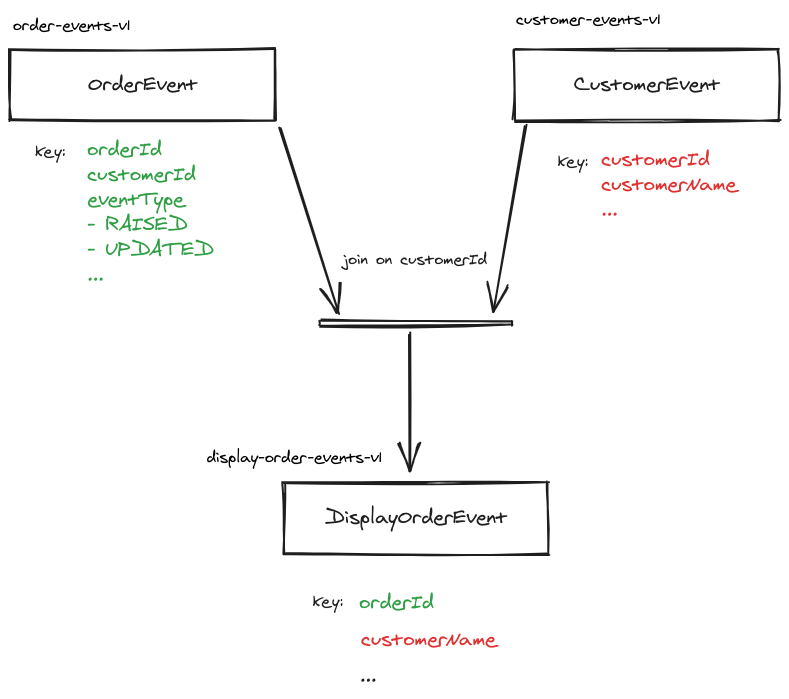 order-events-v1
customer-events-v1
OrderEvent
CustomerEvent
key: orderId
customerId
eventType
- RAISED
- UPDATED
...
key: customerId
customerName
...
join on customerId
display-order-events-v1
DisplayOrderEvent
key: orderId
customerName
...